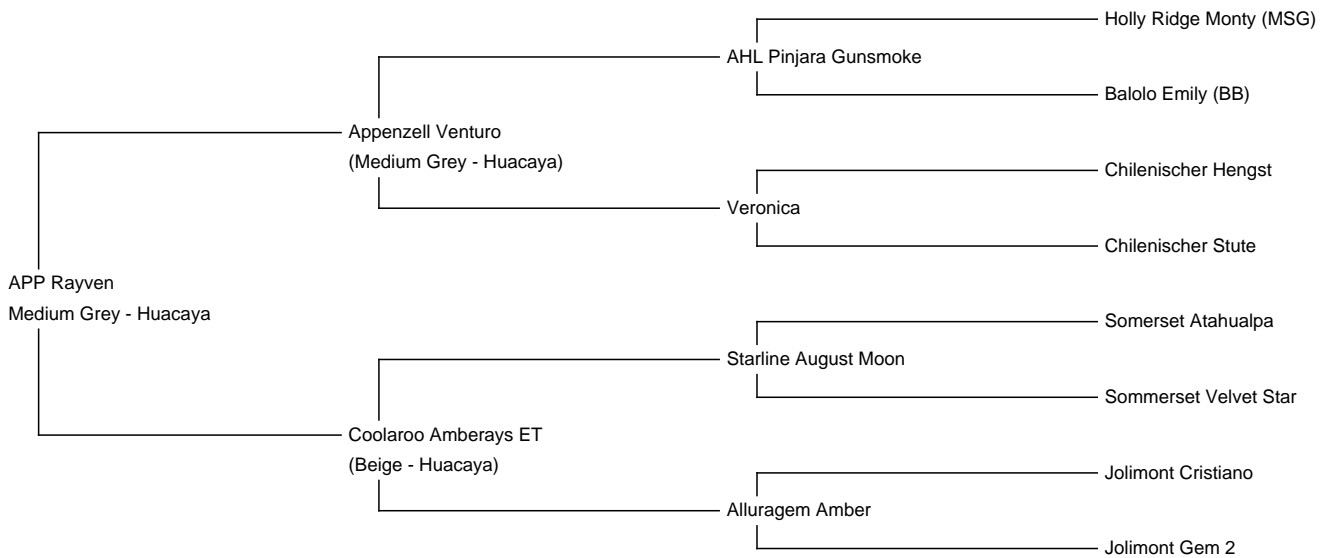 Holly Ridge Monty (MSG)
AHL Pinjara Gunsmoke
Balolo Emily (BB)
Appenzell Venturo
(Medium Grey - Huacaya)
Chilenischer Hengst
Veronica
Chilenischer Stute
APP Rayven
Medium Grey - Huacaya
Somerset Atahualpa
Starline August Moon
Sommerset Velvet Star
Coolaroo Amberays ET
(Beige - Huacaya)
Jolimont Cristiano
Alluragem Amber
Jolimont Gem 2